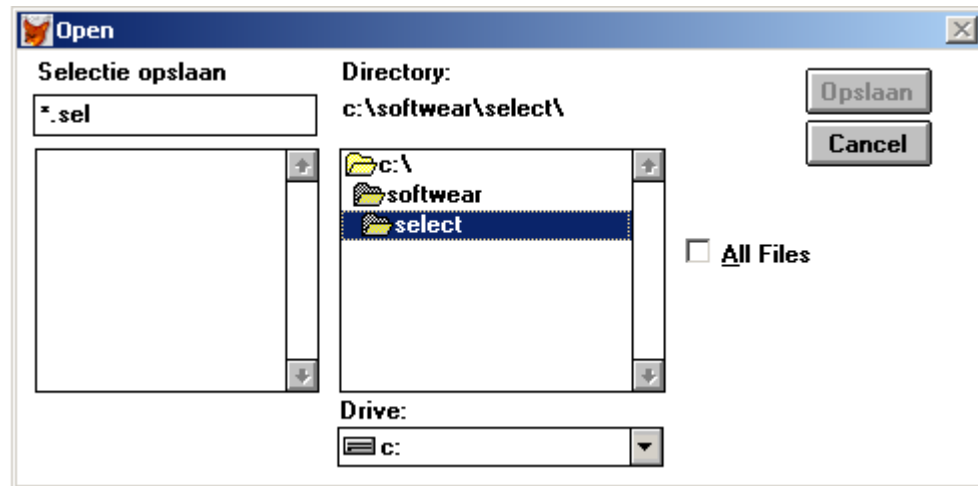 Open
Selectie opslaan
*.sel
Directory:
c:\softwear\select\
c:\
softwear
select
Drive:
c:
Opslaan
Cancel
All Files